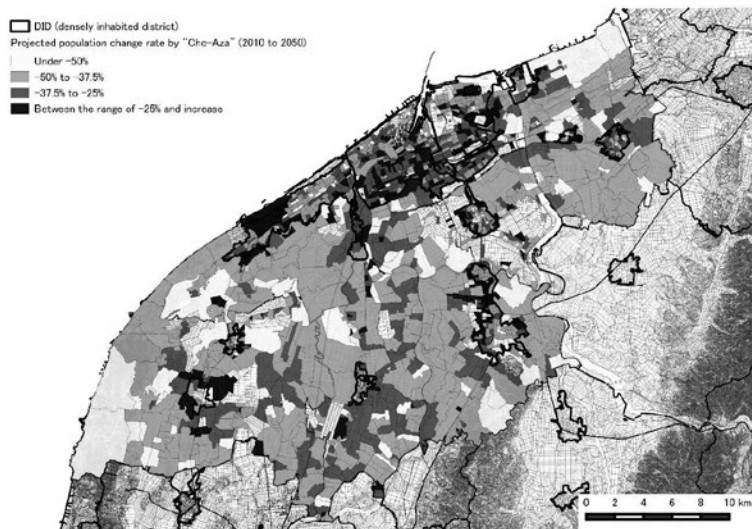 DID (densely inhabited district)
Projected population change rate by "Cho-Aza" (2010 to 2050)
Under -50%
-50% to -37.5%
-37.5% to -25%
Between the range of -25% and increase
0 2 4 6 8 10 km